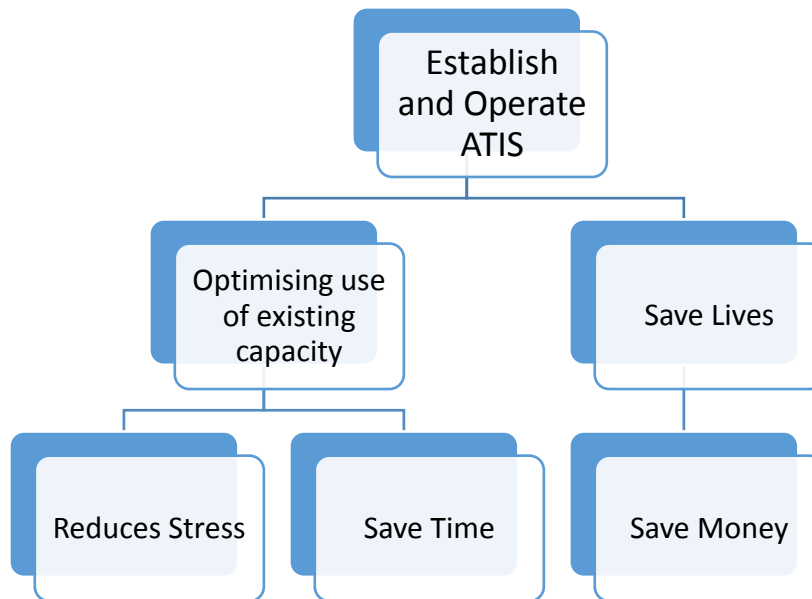 Establish
and Operate
ATIS
Optimising use
of existing
capacity
Save Lives
Reduces Stress
Save Time
Save Money